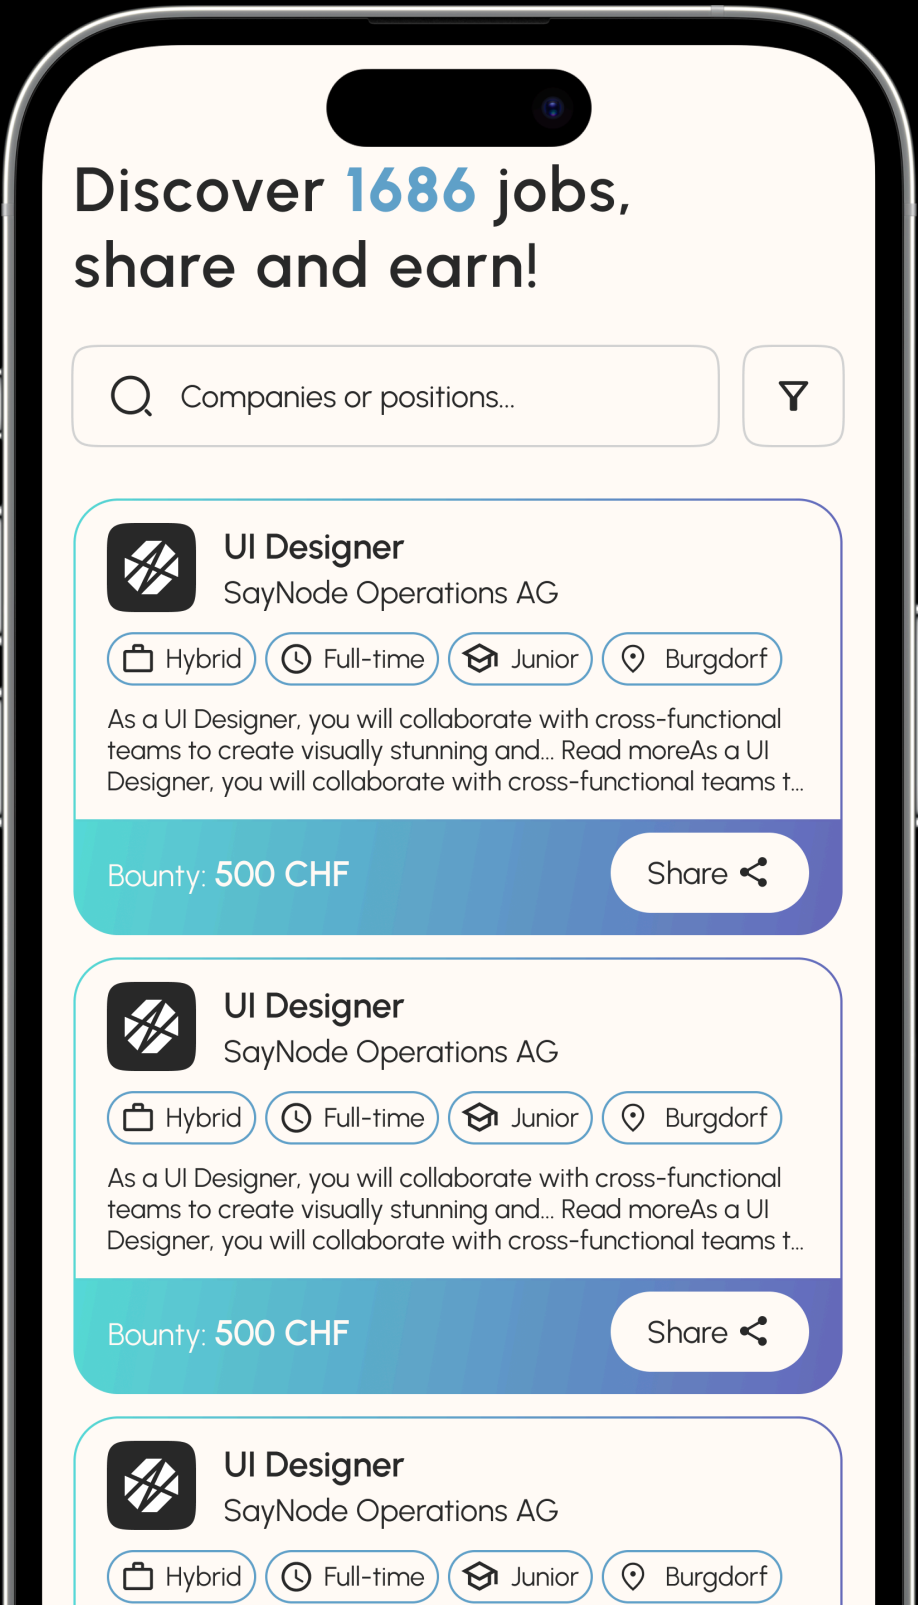 Discover 1686 jobs,
share and earn!
Companies or positions...
UI Designer
SayNode Operations AG
Hybrid Full-time Junior Burgdorf
As a UI Designer, you will collaborate with cross-functional
teams to create visually stunning and... Read moreAs a UI
Designer, you will collaborate with cross-functional teams t...
Bounty: 500 CHF Share
UI Designer
SayNode Operations AG
Hybrid Full-time Junior Burgdorf
As a UI Designer, you will collaborate with cross-functional
teams to create visually stunning and... Read moreAs a UI
Designer, you will collaborate with cross-functional teams t...
Bounty: 500 CHF Share
UI Designer
SayNode Operations AG
Hybrid Full-time Junior Burgdorf